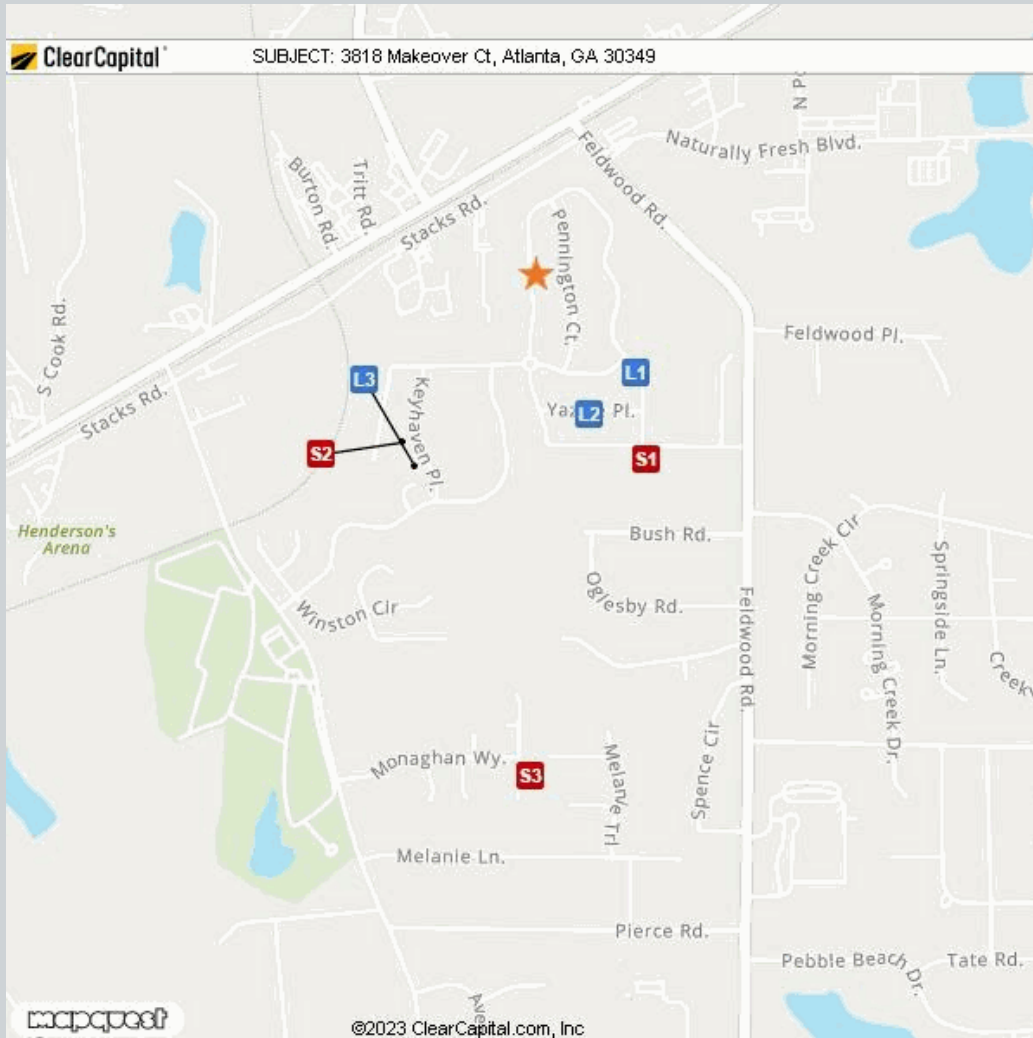 ClearCapital
SUBJECT: 3818 Makeover Ct, Atlanta, GA 30349
Naturally Fresh Blvd.
Feldwood Rd.
Burton Rd.
Tritt Rd.
Stacks Rd.
Pennington Ct.
S Cook Rd.
Feldwood Pl.
L3
L1
Keyhaven Pl.
Pl.
L2
Stacks Rd.
S2
S1
Henderson's
Arena
Bush Rd.
Morning Creek Cir
Springside Ln.
Oglesby Rd.
Winston Cir
Feldwood Rd.
Morning Creek Dr.
Monaghan Wy.
S3
Melanie Trl
Spence Cir
Melanie Ln.
Pierce Rd.
Pebble Beach Dr.
Tate Rd.
mapquest
©2023 ClearCapital.com, Inc